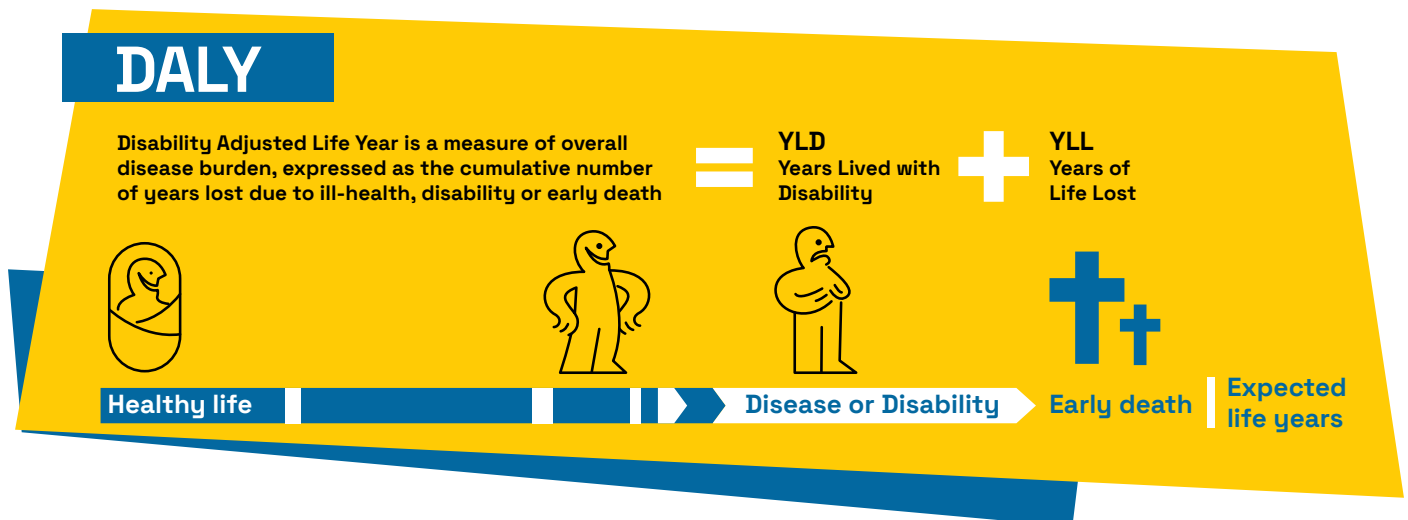 DALY
Disability Adjusted Life Year is a measure of overall
disease burden, expressed as the cumulative number
of years lost due to ill-health, disability or early death
=
YLD
Years Lived with
Disability
+
YLL
Years of
Life Lost
Healthy life
Disease or Disability
Early death
Expected
life years